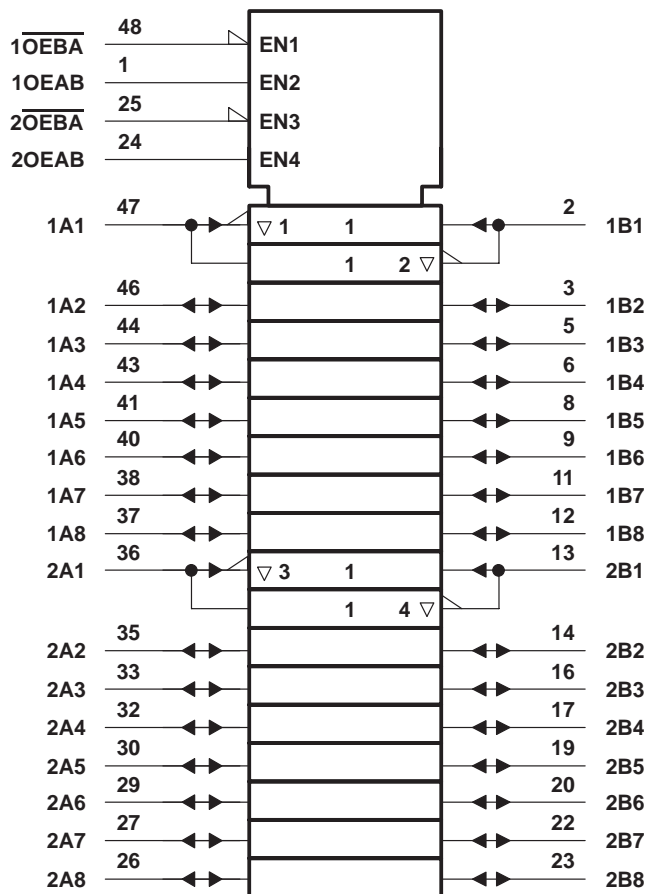 1O̅E̅B̅A̅ 48 EN1
1OEAB 1 EN2
2O̅E̅B̅A̅ 25 EN3
2OEAB 24 EN4
1A1 47 ▽ 1 1 2 1B1
1 2 ▽
1A2 46 3 1B2
1A3 44 5 1B3
1A4 43 6 1B4
1A5 41 8 1B5
1A6 40 9 1B6
1A7 38 11 1B7
1A8 37 12 1B8
2A1 36 ▽ 3 1 13 2B1
1 4 ▽
2A2 35 14 2B2
2A3 33 16 2B3
2A4 32 17 2B4
2A5 30 19 2B5
2A6 29 20 2B6
2A7 27 22 2B7
2A8 26 23 2B8